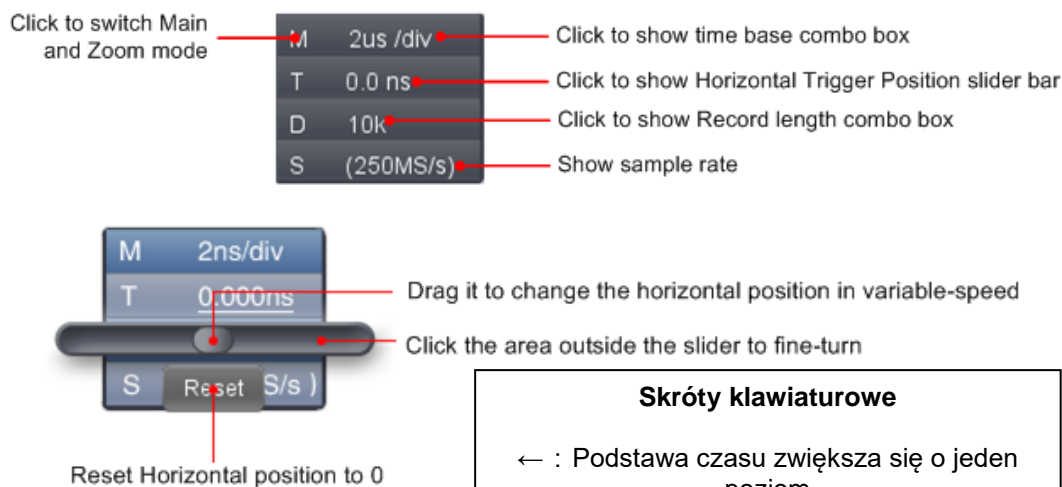 Click to switch Main
and Zoom mode
M 2us /div
T 0.0 ns
D 10k
S (250MS/s)
Click to show time base combo box
Click to show Horizontal Trigger Position slider bar
Click to show Record length combo box
Show sample rate
M 2ns/div
T 0.000ns
S S/s )
Reset
Drag it to change the horizontal position in variable-speed
Click the area outside the slider to fine-turn
Reset Horizontal position to 0
Skróty klawiaturowe
← : Podstawa czasu zwiększa się o jeden
poziom